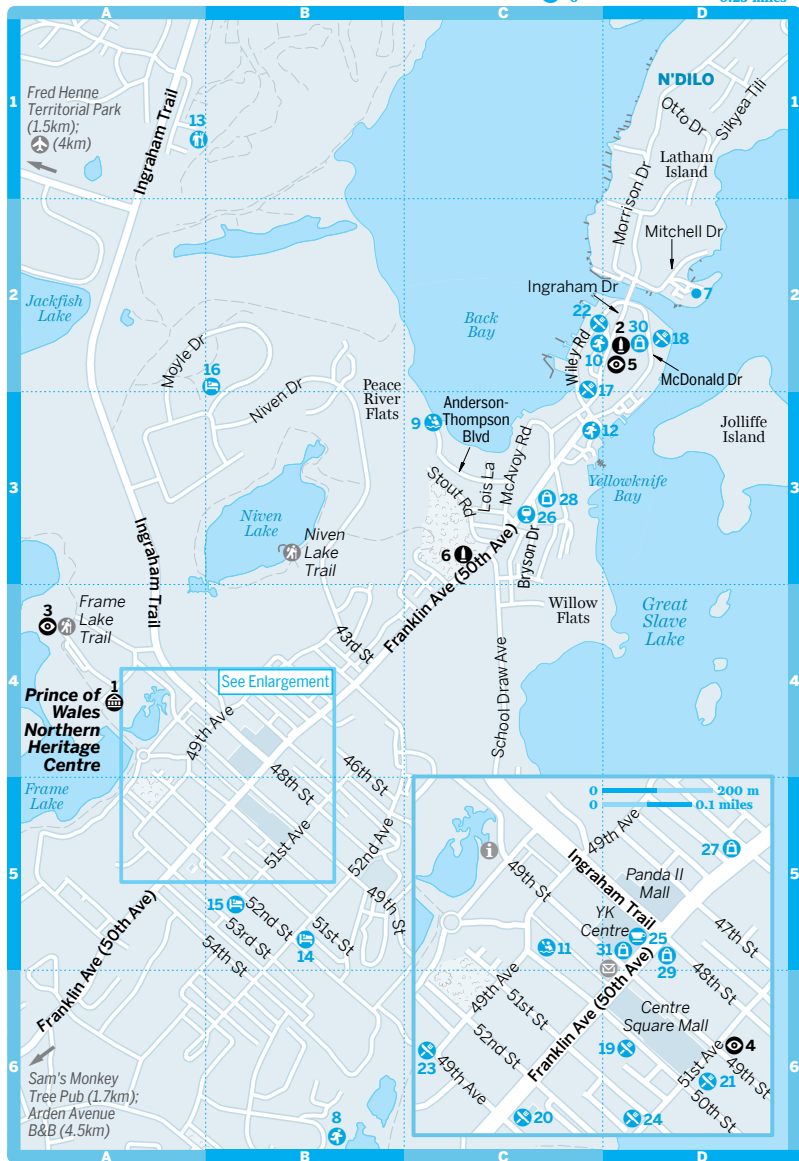 0
0.25 miles
A
B
C
D
1
2
3
4
5
6
Fred Henne
Territorial Park
(1.5km);
(4km)
Ingraham Trail
13
N'DILO
Otto Dr
Sikyea Tili
Latham
Island
Morrison Dr
Mitchell Dr
7
Jackfish
Lake
Back
Bay
Ingraham Dr
22
2
30
18
Wiley Rd
10
5
McDonald Dr
17
Moyle Dr
16
Niven Dr
Peace
River
Flats
9
Anderson-
Thompson
Blvd
12
Jolliffe
Island
Stout Rd
Lois La
McAvoy Rd
Yellowknife
Bay
28
26
Niven
Lake
Niven
Lake
Trail
Ingraham Trail
6
Bryson Dr
Franklin Ave (50th Ave)
Willow
Flats
Great
Slave
Lake
3
Frame
Lake
Trail
43rd St
School Draw Ave
1
Prince of
Wales
Northern
Heritage
Centre
See Enlargement
49th Ave
48th St
46th St
51st Ave
52nd Ave
49th St
Frame
Lake
15
52nd St
53rd St
54th St
51st St
14
Franklin Ave (50th Ave)
Sam's Monkey
Tree Pub (1.7km);
Arden Avenue
B&B (4.5km)
8
0
200 m
0
0.1 miles
49th Ave
27
Ingraham Trail
Panda II
Mall
49th St
YK
Centre
47th St
25
11
31
29
48th St
49th Ave
51st St
Franklin Ave (50th Ave)
52nd St
Centre
Square Mall
19
4
51st Ave
49th St
23
49th Ave
21
50th St
20
24
A
B
C
D
1
2
3
4
5
6